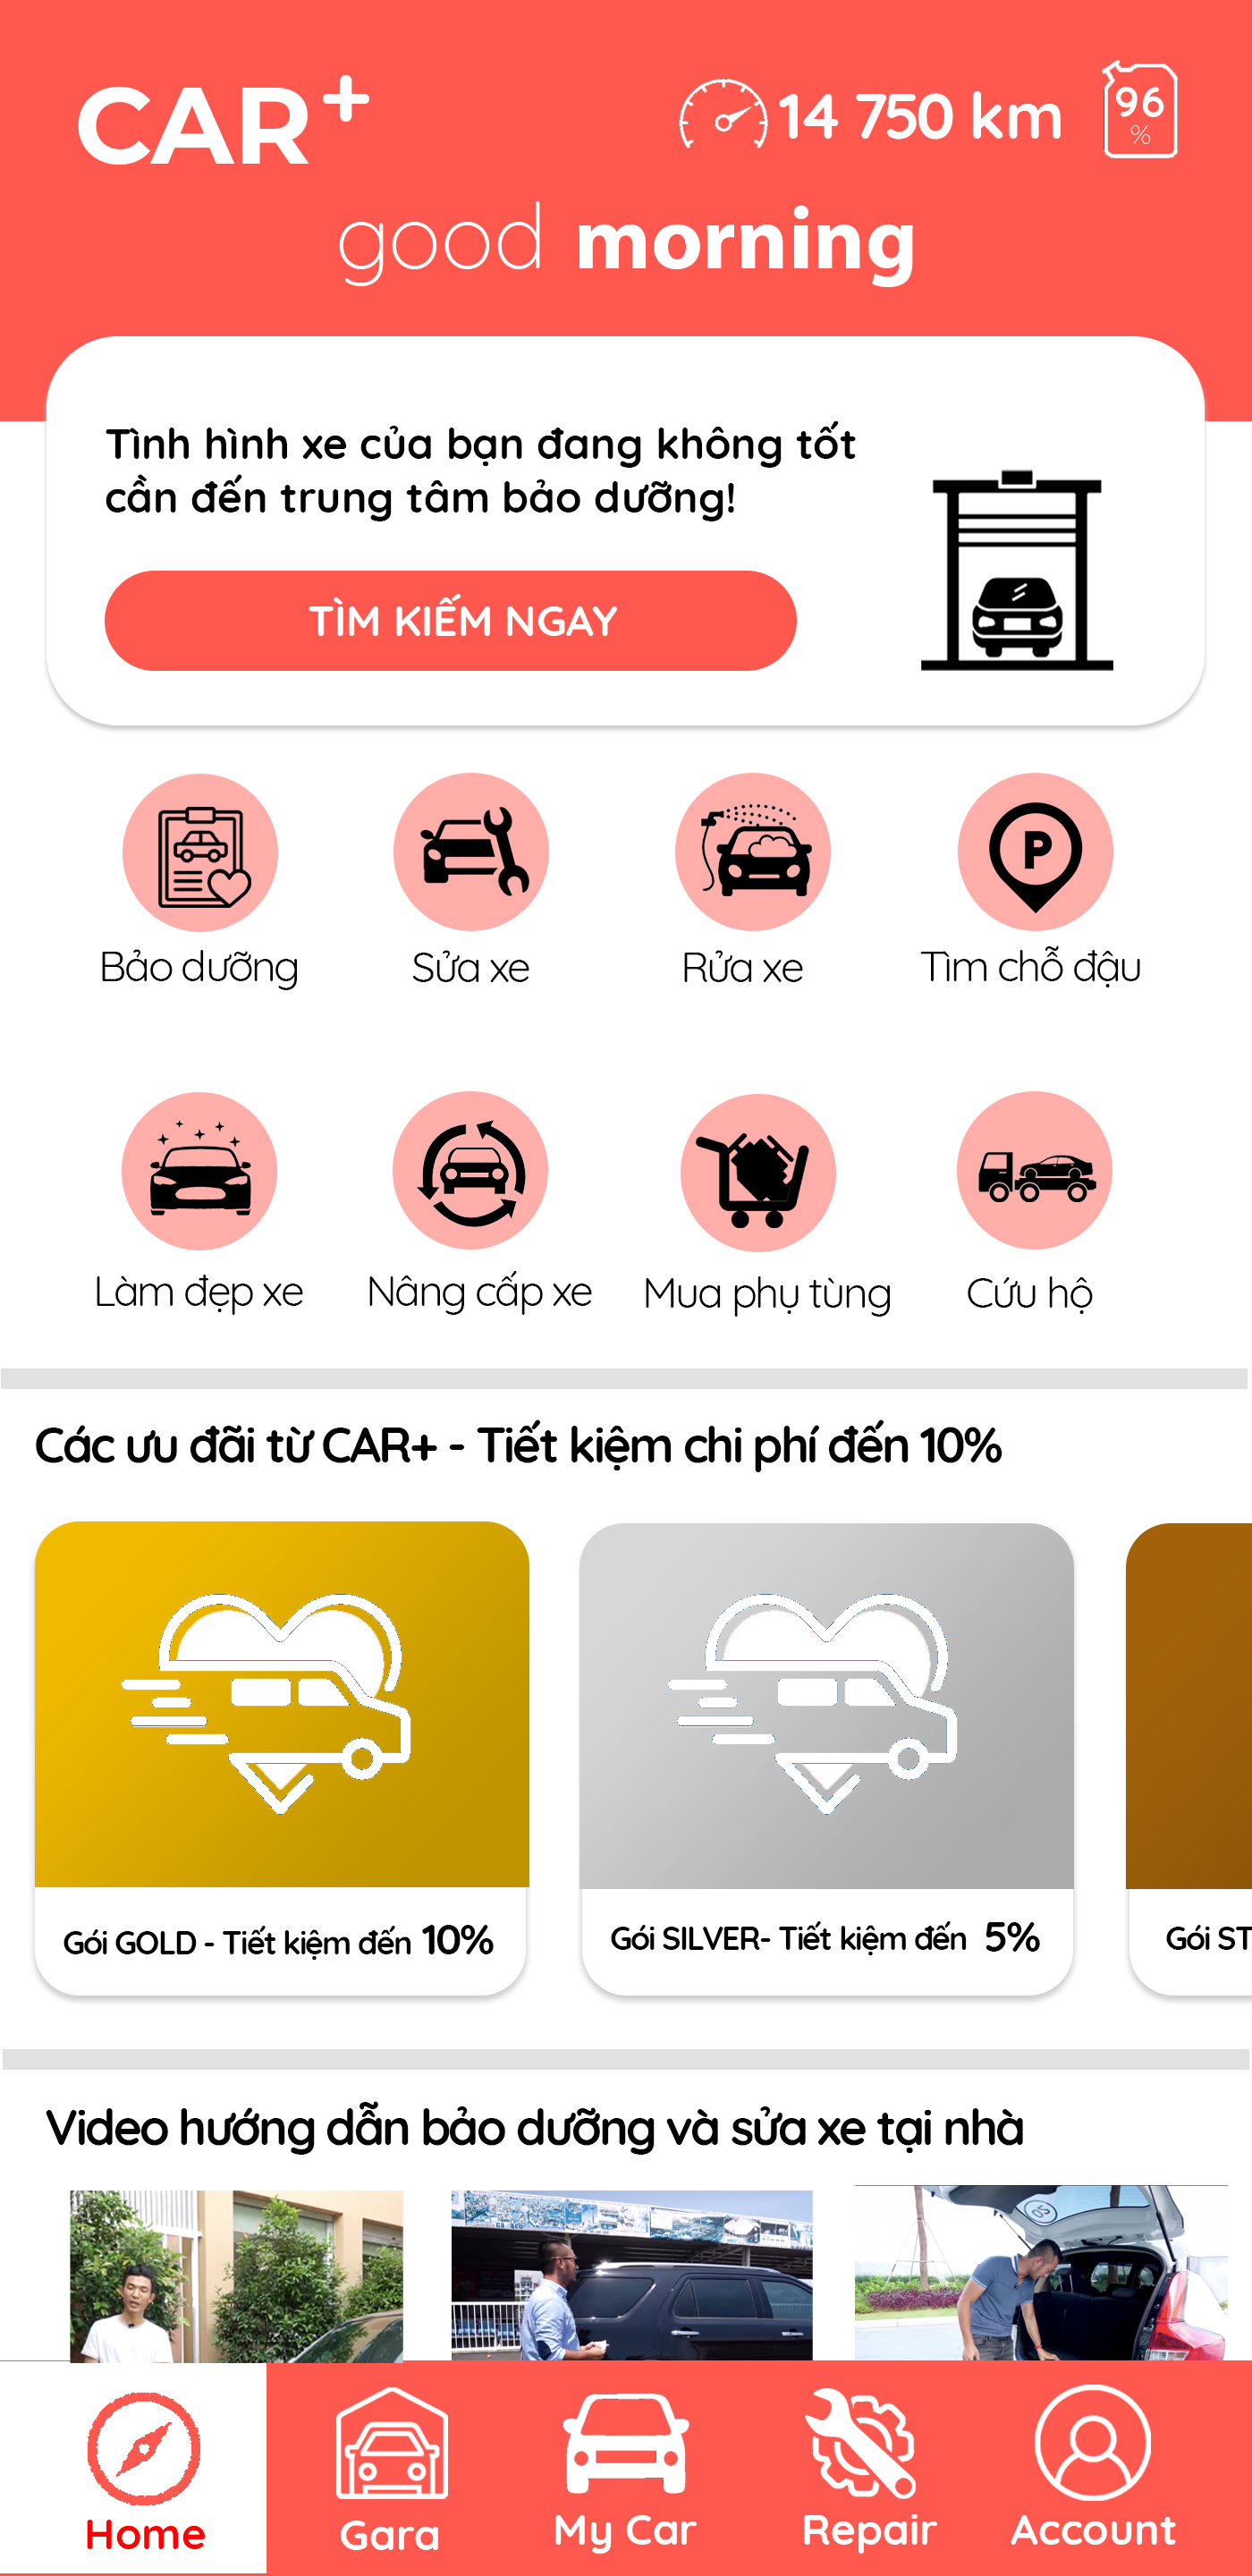 CAR+
14 750 km
96
%
good morning
Tình hình xe của bạn đang không tốt
cần đến trung tâm bảo dưỡng!
TÌM KIẾM NGAY
P
Bảo dưỡng
Sửa xe
Rửa xe
Tìm chỗ đậu
Làm đẹp xe
Nâng cấp xe
Mua phụ tùng
Cứu hộ
Các ưu đãi từ CAR+ - Tiết kiệm chi phí đến 10%
Gói GOLD - Tiết kiệm đến 10%
Gói SILVER- Tiết kiệm đến 5%
Gói ST
Video hướng dẫn bảo dưỡng và sửa xe tại nhà
Home
Gara
My Car
Repair
Account